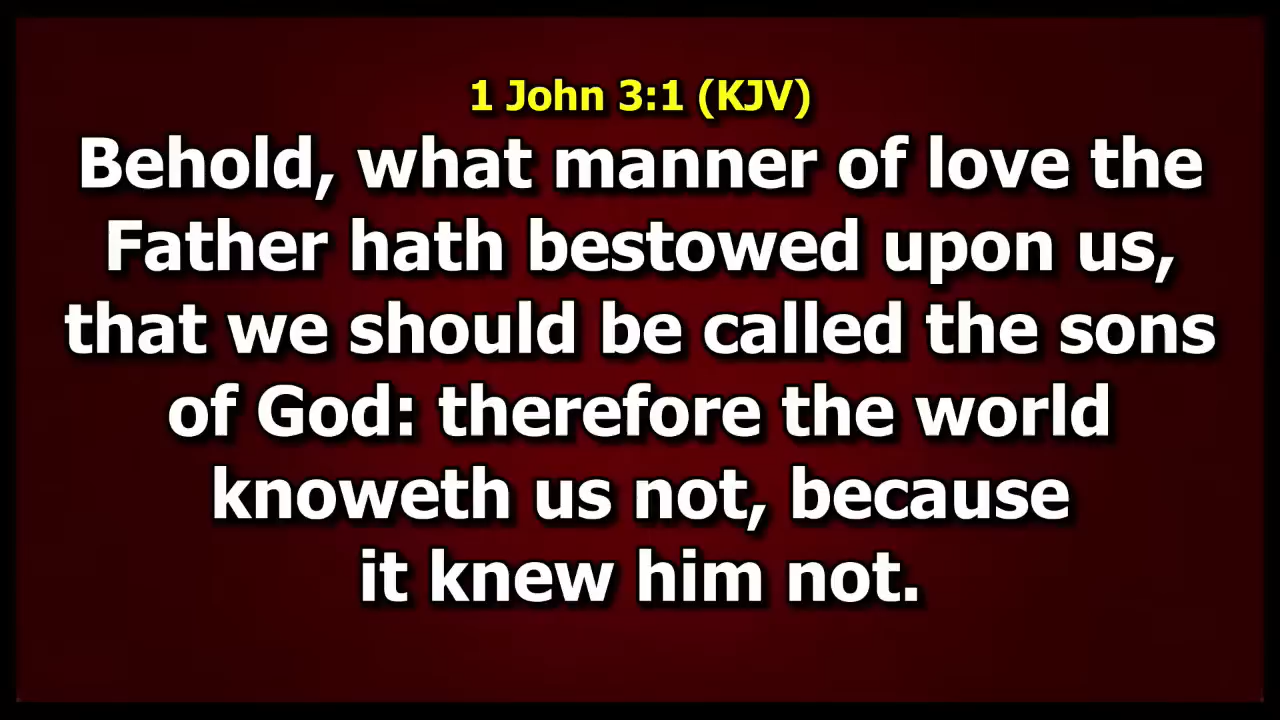 1 John 3:1 (KJV)
Behold, what manner of love the
Father hath bestowed upon us,
that we should be called the sons
of God: therefore the world
knoweth us not, because
it knew him not.